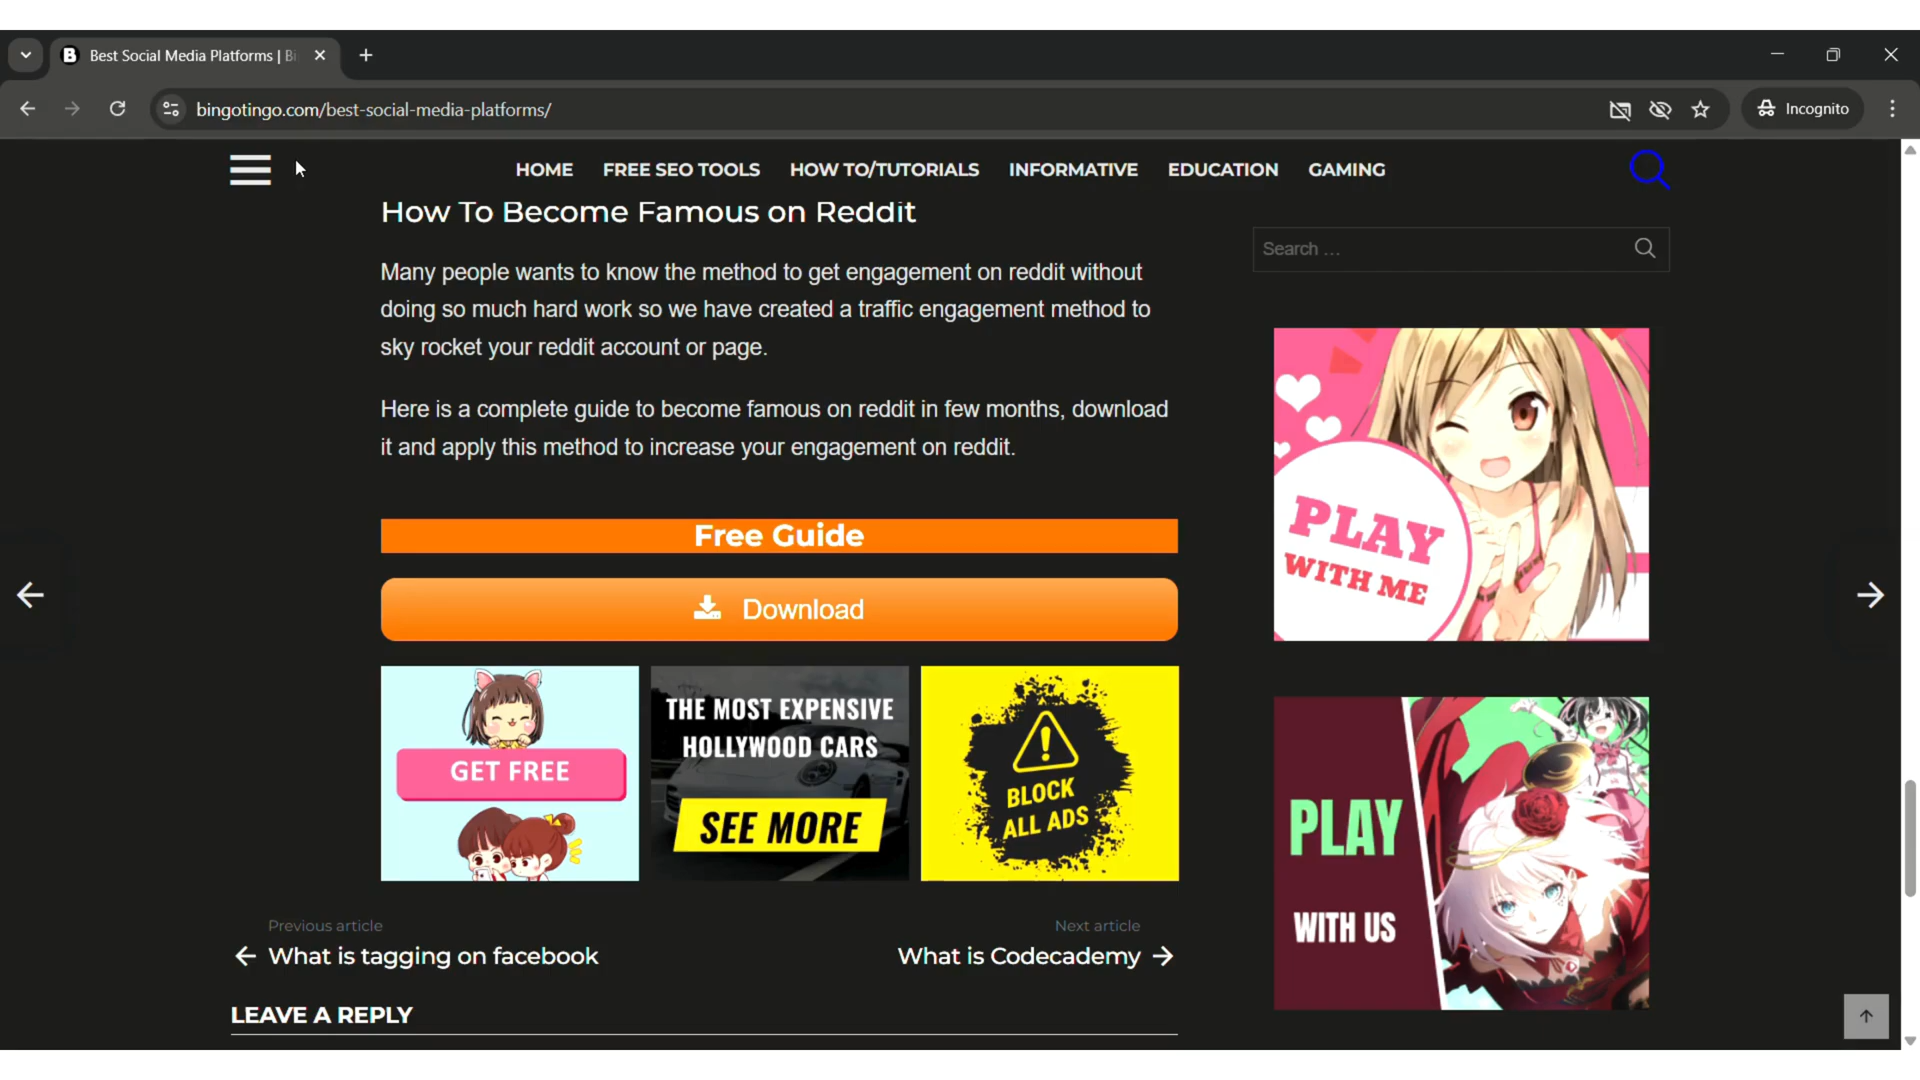 Best Social Media Platforms | Bi
bingotingo.com/best-social-media-platforms/
Incognito
HOME FREE SEO TOOLS HOW TO/TUTORIALS INFORMATIVE EDUCATION GAMING
How To Become Famous on Reddit
Many people wants to know the method to get engagement on reddit without
doing so much hard work so we have created a traffic engagement method to
sky rocket your reddit account or page.
Here is a complete guide to become famous on reddit in few months, download
it and apply this method to increase your engagement on reddit.
Free Guide
Download
GET FREE
THE MOST EXPENSIVE
HOLLYWOOD CARS
SEE MORE
BLOCK
ALL ADS
Previous article
What is tagging on facebook
Next article
What is Codecademy
LEAVE A REPLY
Search ...
PLAY
WITH ME
PLAY
WITH US